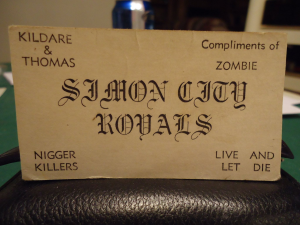 KILDARE
&
THOMAS
Compliments of
ZOMBIE
SIMON CITY
ROYALS
NIGGER
KILLERS
LIVE AND
LET DIE